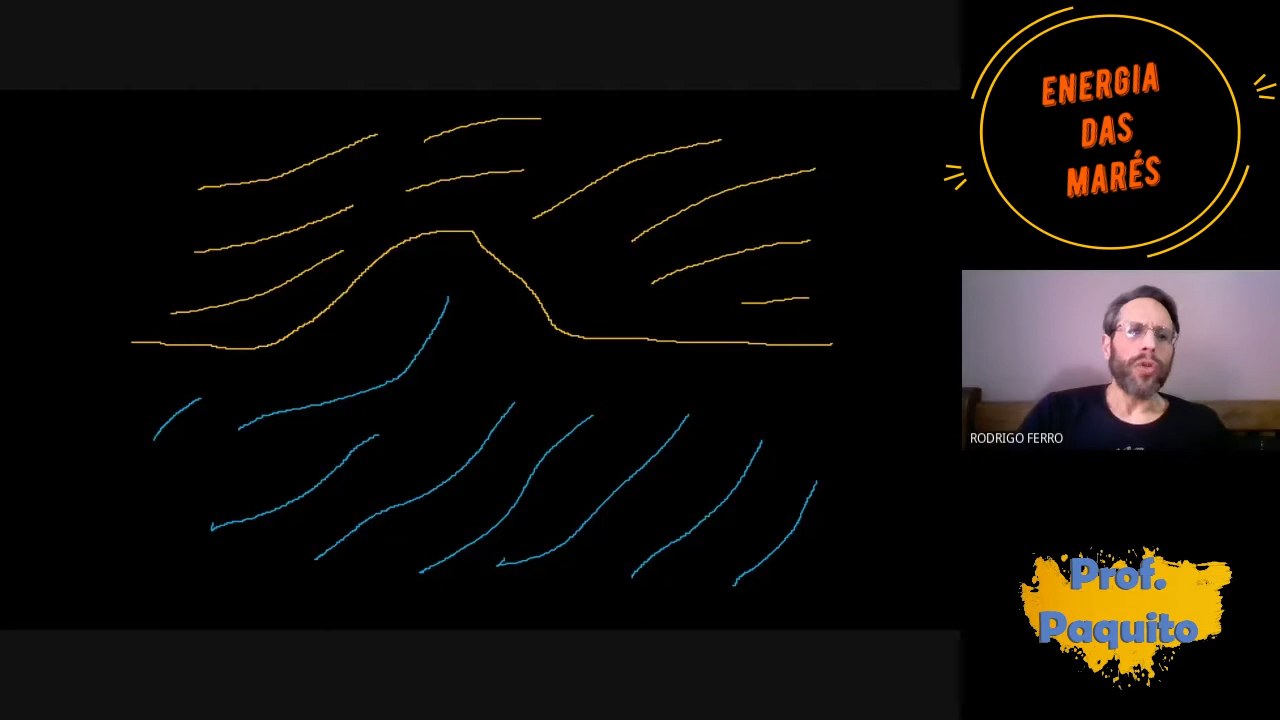 ENERGIA
DAS
MARÉS
RODRIGO FERRO
Prof.
Paquito